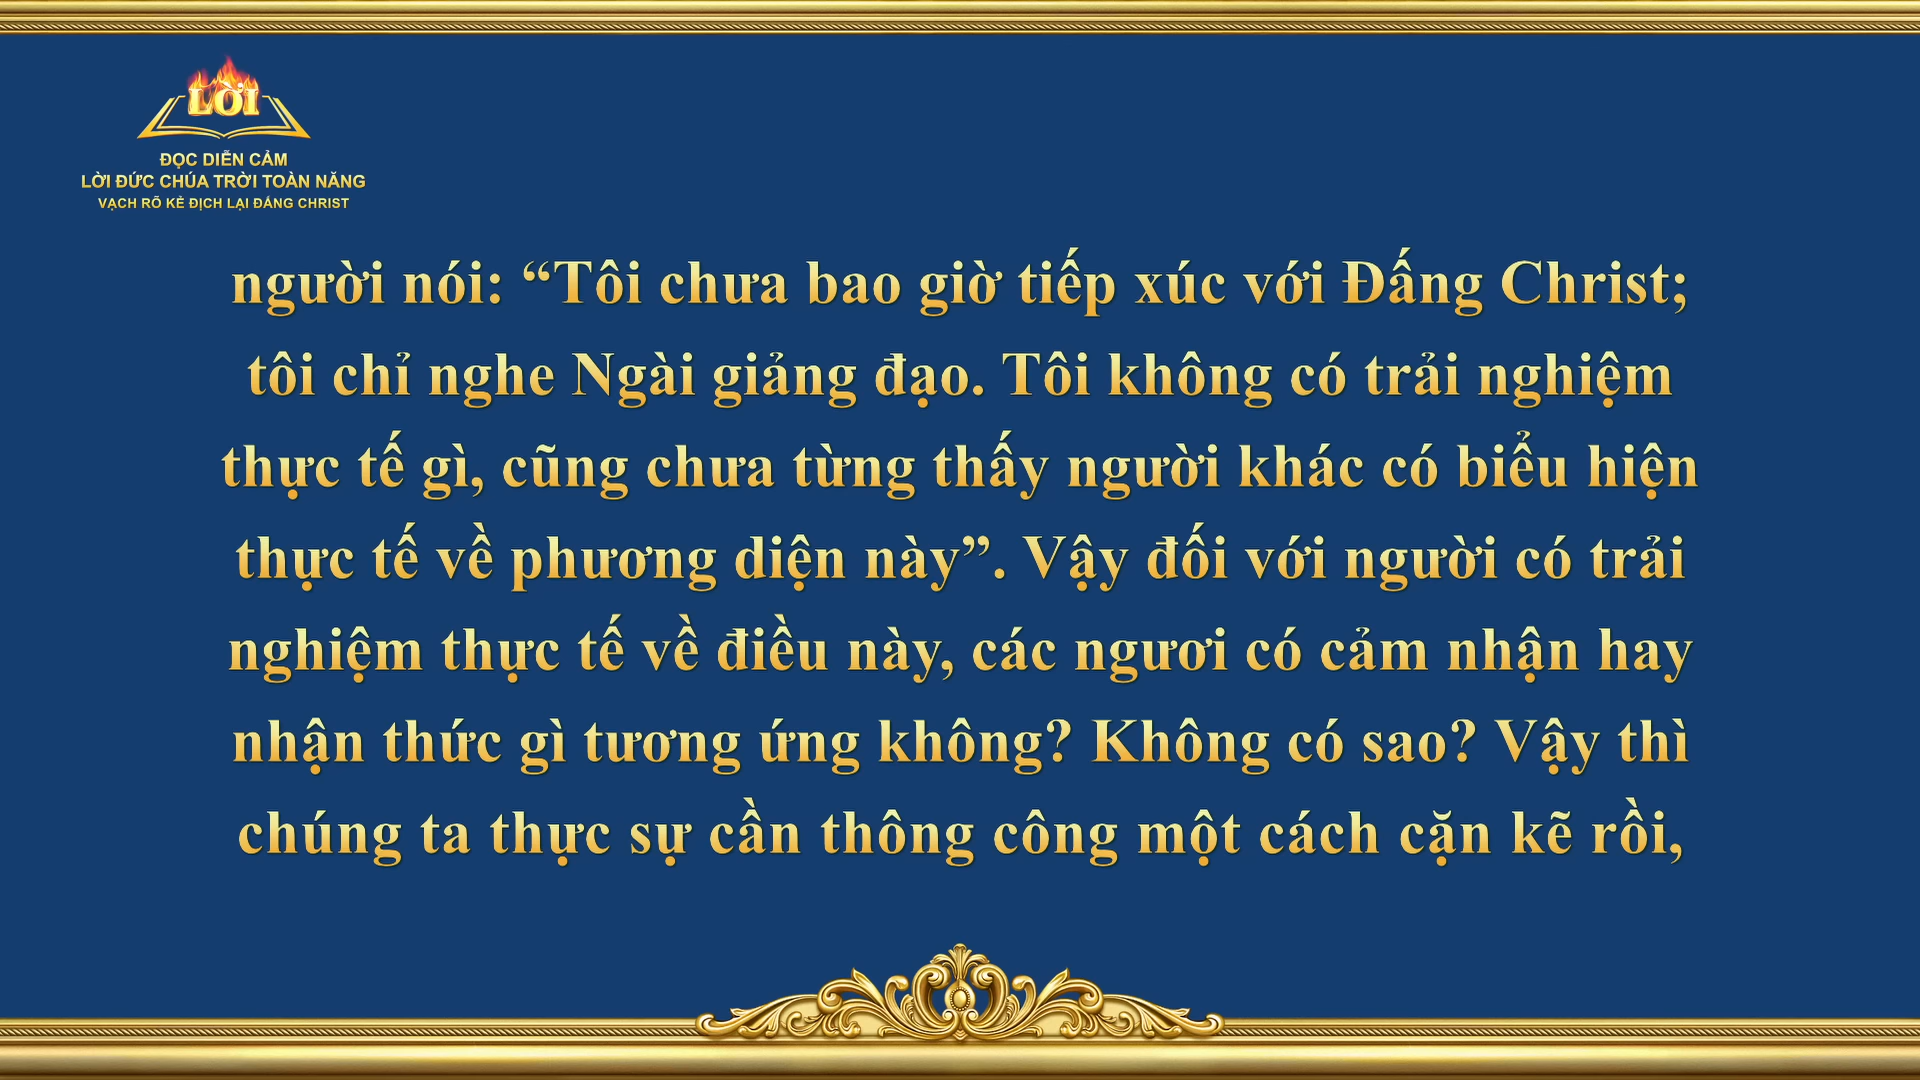 LỜI
ĐỌC DIỄN CẢM
LỜI ĐỨC CHÚA TRỜI TOÀN NĂNG
VẠCH RÕ KẺ ĐỊCH LẠI ĐẤNG CHRIST
người nói: “Tôi chưa bao giờ tiếp xúc với Đấng Christ;
tôi chỉ nghe Ngài giảng đạo. Tôi không có trải nghiệm
thực tế gì, cũng chưa từng thấy người khác có biểu hiện
thực tế về phương diện này”. Vậy đối với người có trải
nghiệm thực tế về điều này, các ngươi có cảm nhận hay
nhận thức gì tương ứng không? Không có sao? Vậy thì
chúng ta thực sự cần thông công một cách cặn kẽ rồi,